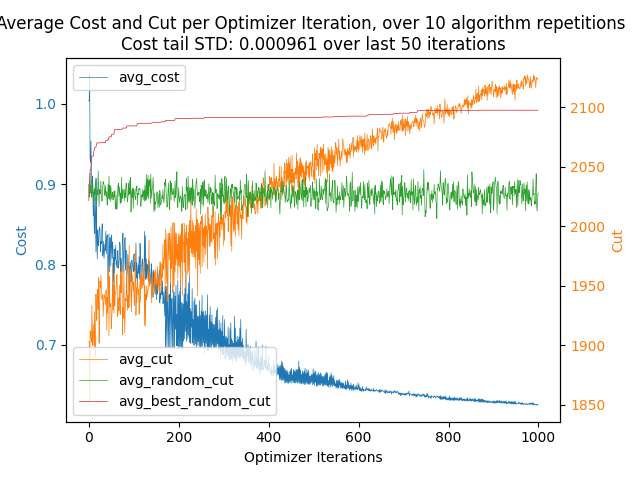 Average Cost and Cut per Optimizer Iteration, over 10 algorithm repetitions
Cost tail STD: 0.000961 over last 50 iterations
avg_cost
1.0
0.9
0.8
0.7
Cost
2100
2050
2000
1950
1900
1850
Cut
avg_cut
avg_random_cut
avg_best_random_cut
0 200 400 600 800 1000
Optimizer Iterations